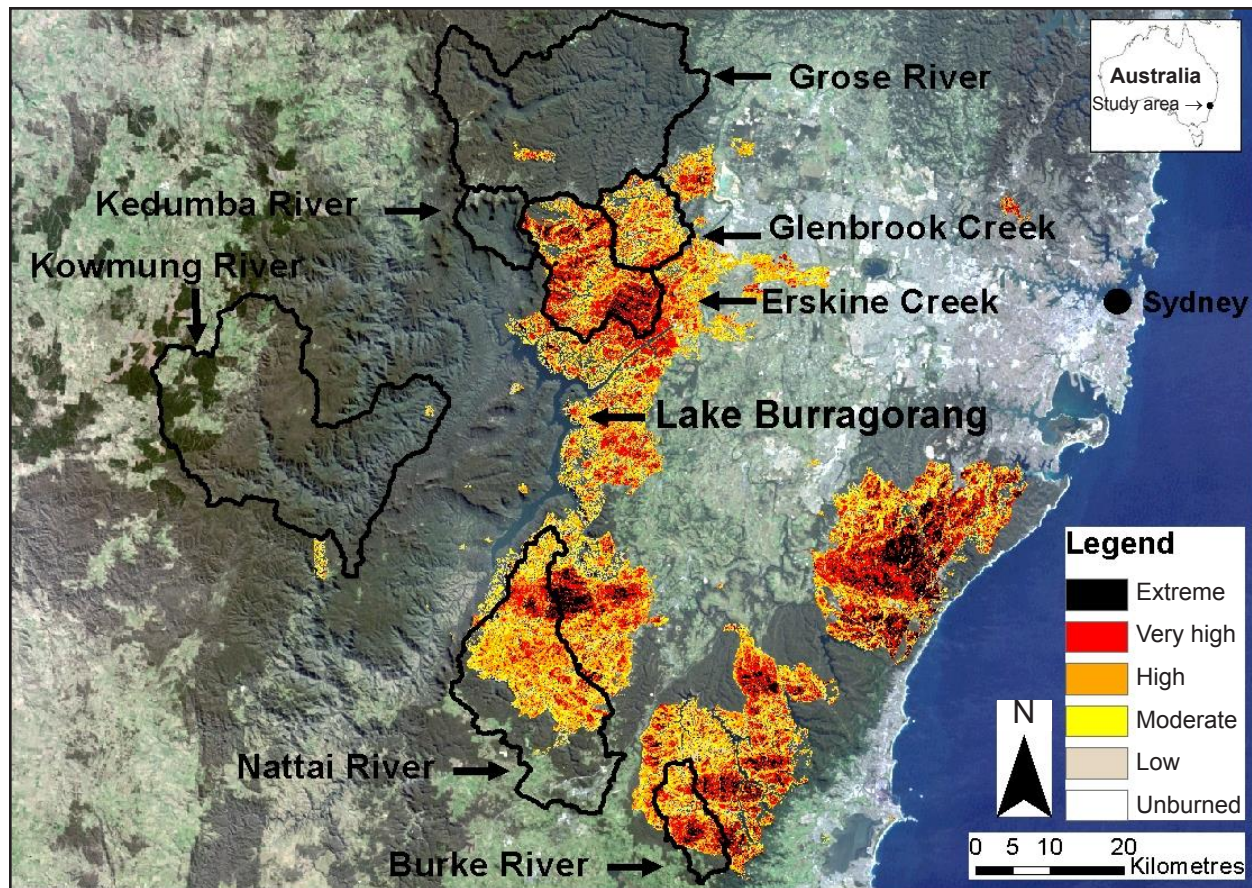 Grose River
Australia
Study area →
Kedumba River
Kowmung River
Glenbrook Creek
Erskine Creek
Sydney
Lake Burragorang
Nattai River
Burke River
Legend
Extreme
Very high
High
Moderate
Low
Unburned
N
0 5 10 20
Kilometres